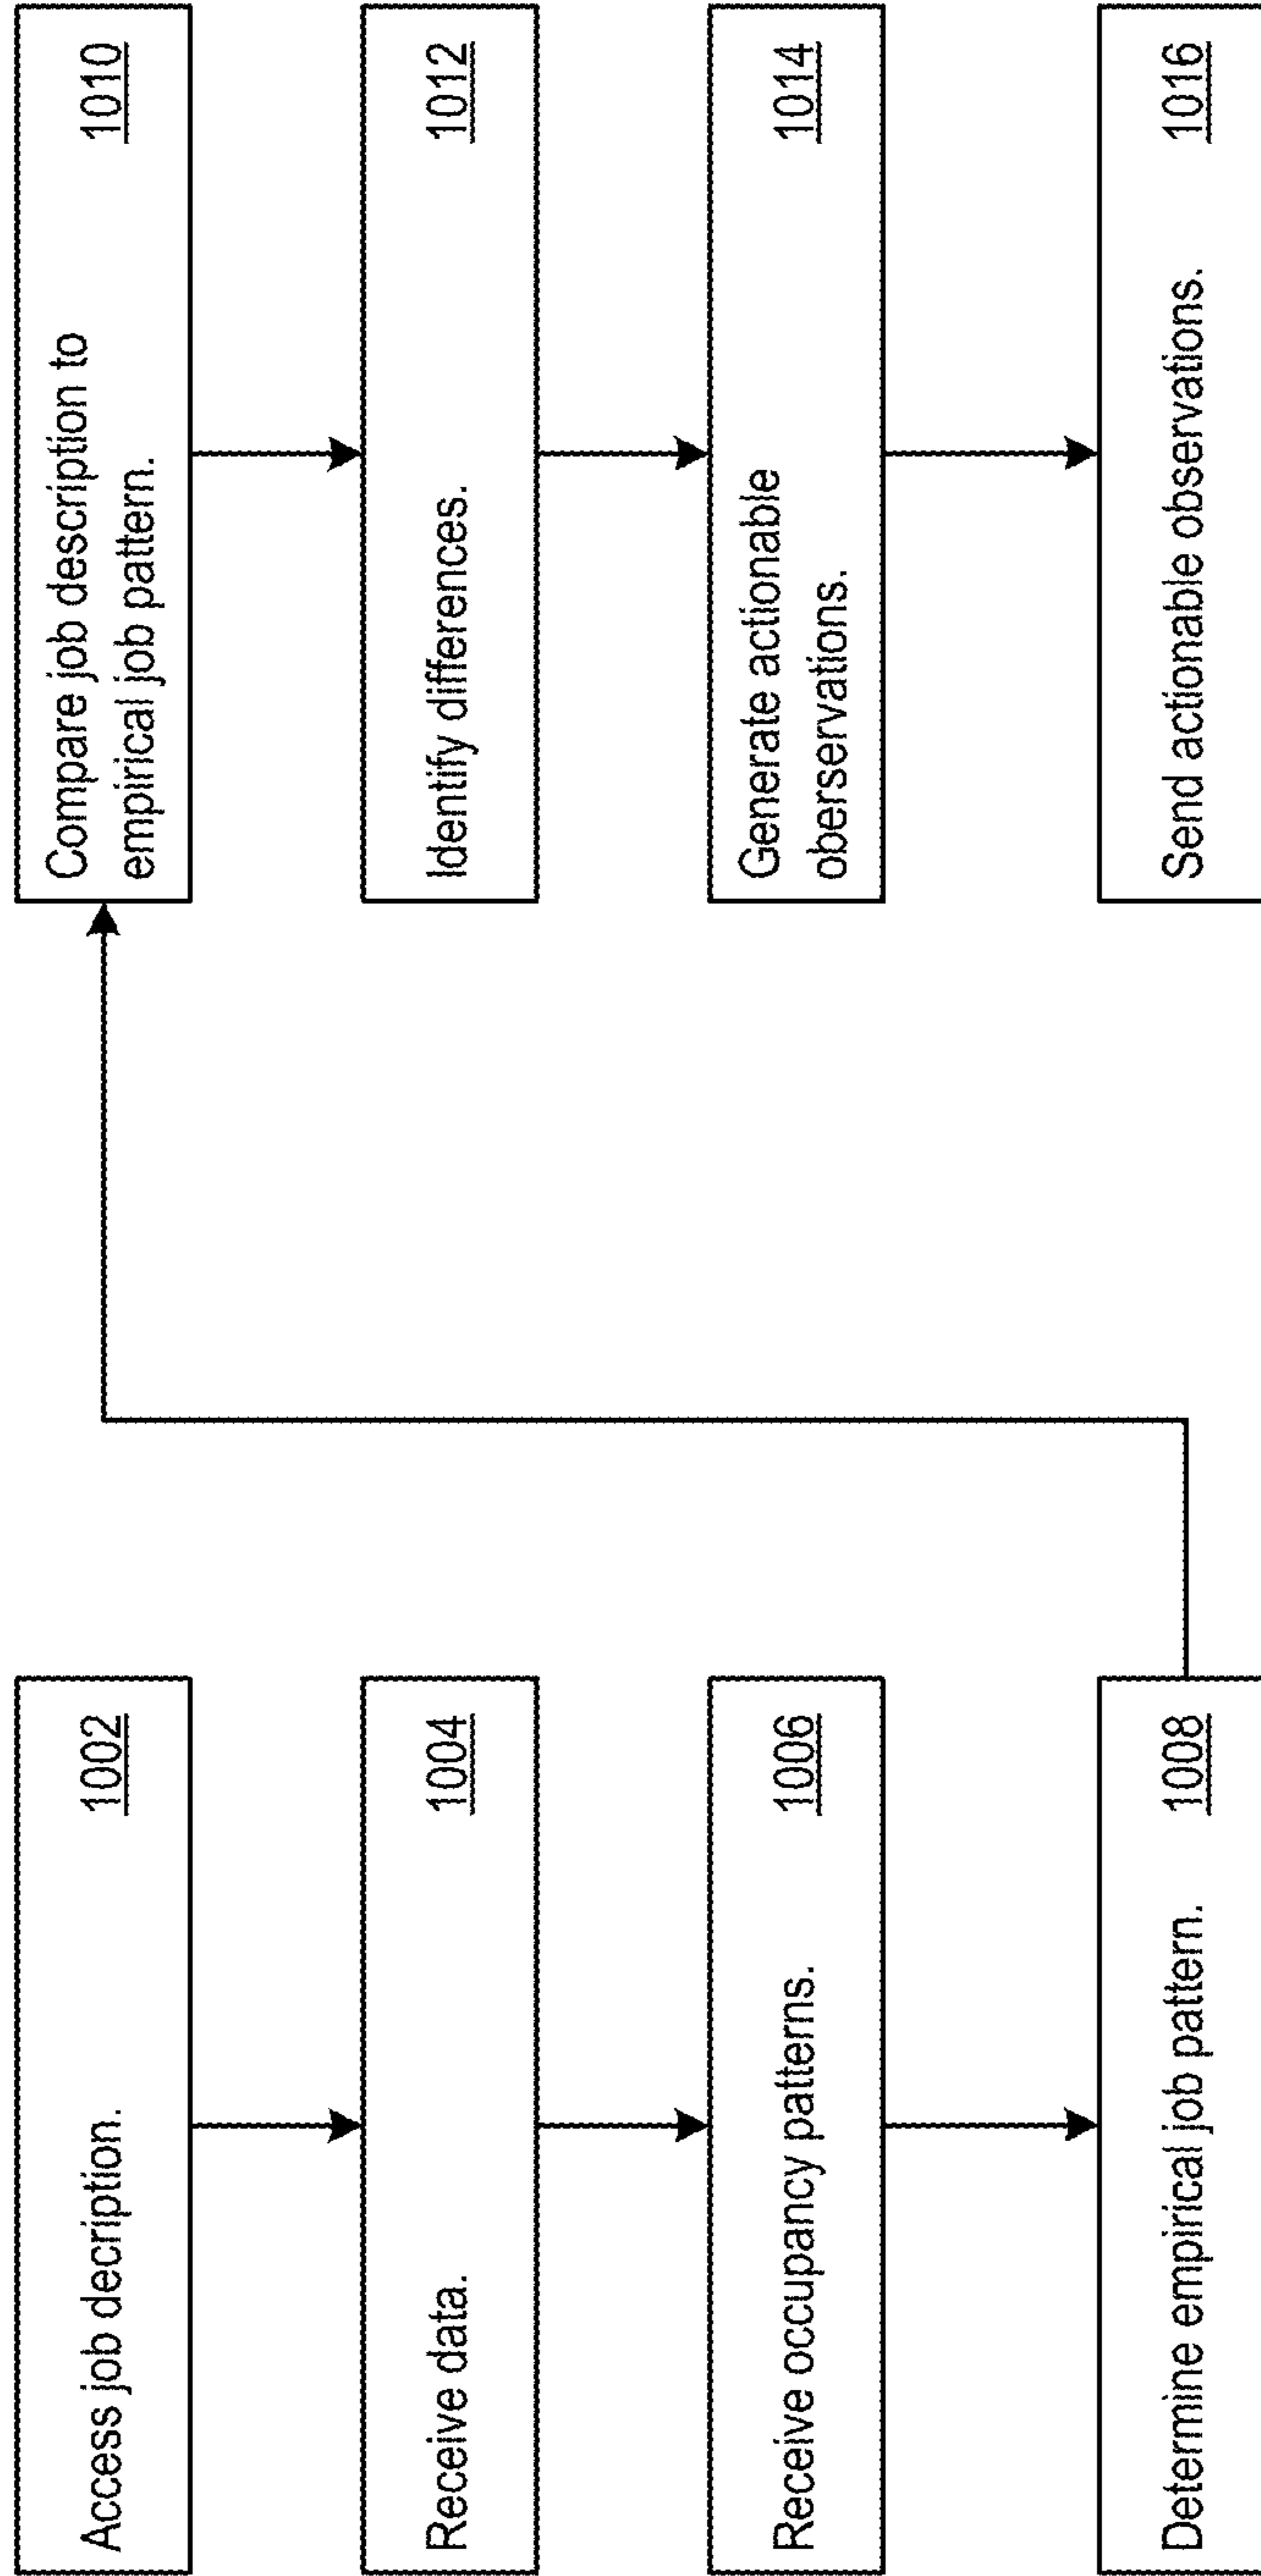 Access job decription. 1002
Receive data. 1004
Receive occupancy patterns. 1006
Determine empirical job pattern. 1008
Compare job description to 1010
empirical job pattern.
Identify differences. 1012
Generate actionable 1014
oberservations.
Send actionable observations. 1016